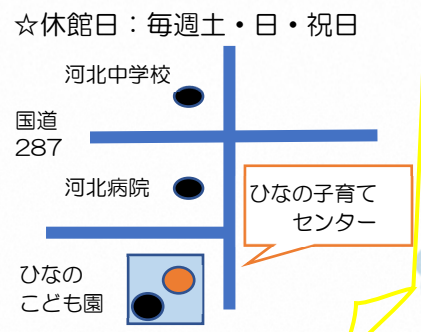 ☆休館日：毎週土・日・祝日
河北中学校
国道
287
河北病院
ひなの子育て
センター
ひなの
こども園